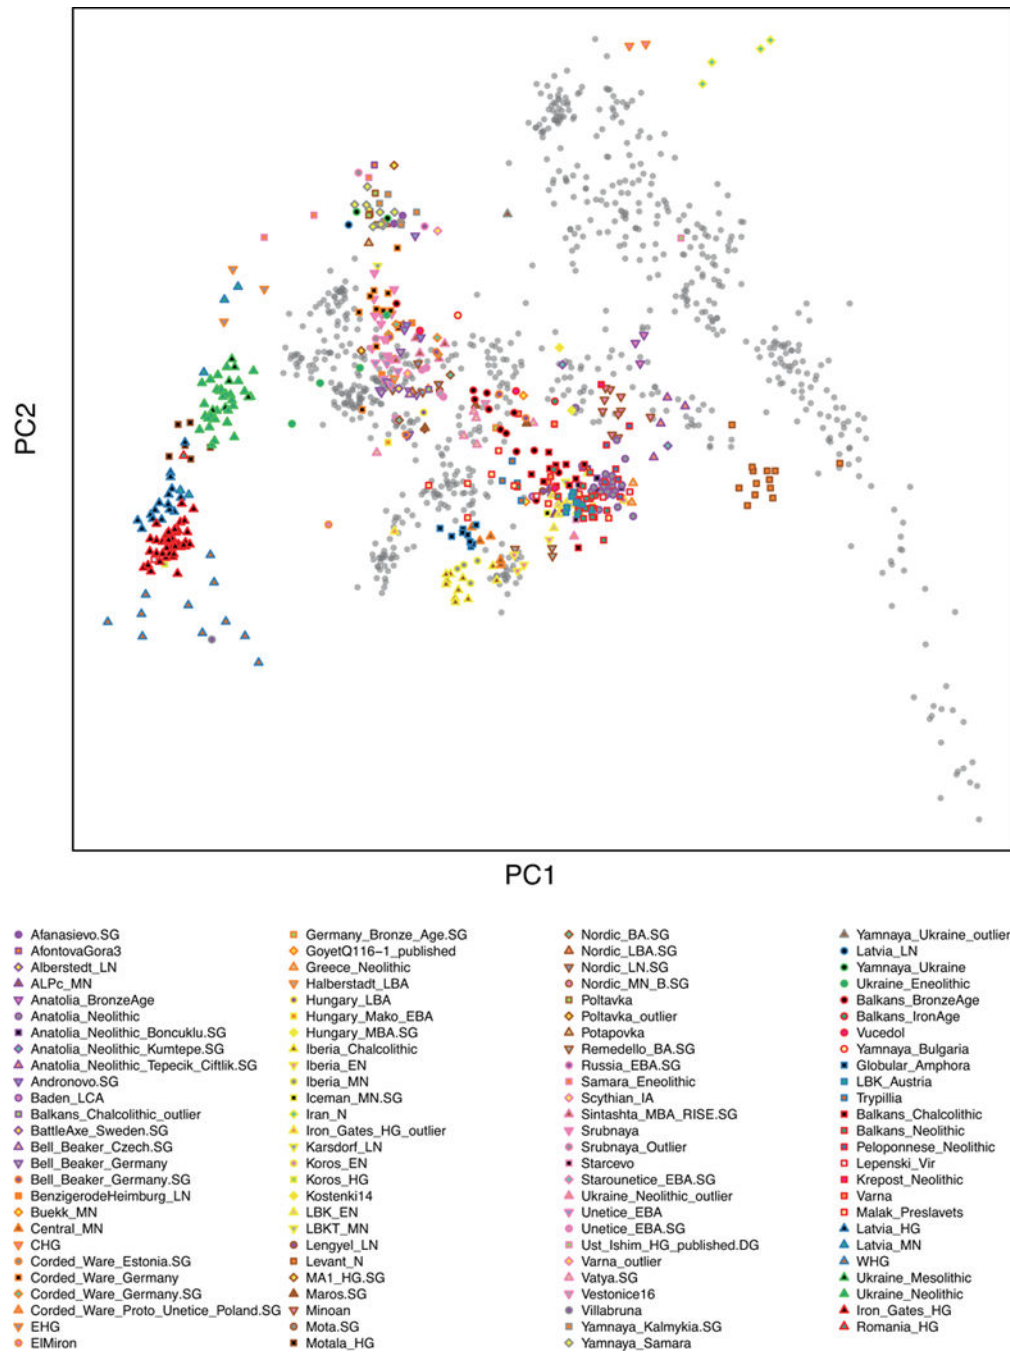 PC2
PC1
Afanasievo.SG
AfontovaGora3
Alberstedt_LN
ALPc_MN
Anatolia_BronzeAge
Anatolia_Neolithic
Anatolia_Neolithic_Boncuklu.SG
Anatolia_Neolithic_Kumtepe.SG
Anatolia_Neolithic_Tepecik_Ciftlik.SG
Andronovo.SG
Baden_LCA
Balkans_Chalcolithic_outlier
BattleAxe_Sweden.SG
Bell_Beaker_Czech.SG
Bell_Beaker_Germany
Bell_Beaker_Germany.SG
BenzigerodeHeimburg_LN
Buekk_MN
Central_MN
CHG
Corded_Ware_Estonia.SG
Corded_Ware_Germany
Corded_Ware_Germany.SG
Corded_Ware_Proto_Unetice_Poland.SG
EHG
ElMiron
Germany_Bronze_Age.SG
GoyetQ116-1_published
Greece_Neolithic
Halberstadt_LBA
Hungary_LBA
Hungary_Mako_EBA
Hungary_MBA.SG
Iberia_Chalcolithic
Iberia_EN
Iberia_MN
Iceman_MN.SG
Iran_N
Iron_Gates_HG_outlier
Karsdorf_LN
Koros_EN
Koros_HG
Kostenki14
LBK_EN
LBKT_MN
Lengyel_LN
Levant_N
MA1_HG.SG
Maros.SG
Minoan
Mota.SG
Motala_HG
Nordic_BA.SG
Nordic_LBA.SG
Nordic_LN.SG
Nordic_MN_B.SG
Poltavka
Poltavka_outlier
Potapovka
Remedello_BA.SG
Russia_EBA.SG
Samara_Eneolithic
Scythian_IA
Sintashta_MBA_RISE.SG
Srubnaya
Srubnaya_Outlier
Starcevo
Starounetice_EBA.SG
Ukraine_Neolithic_outlier
Unetice_EBA
Unetice_EBA.SG
Ust_Ishim_HG_published.DG
Varna_outlier
Vatya.SG
Vestonice16
Villabruna
Yamnaya_Kalmykia.SG
Yamnaya_Samara
Yamnaya_Ukraine_outlier
Latvia_LN
Yamnaya_Ukraine
Ukraine_Eneolithic
Balkans_BronzeAge
Balkans_IronAge
Vucedol
Yamnaya_Bulgaria
Globular_Amphora
LBK_Austria
Trypillia
Balkans_Chalcolithic
Balkans_Neolithic
Peloponnese_Neolithic
Lepenski_Vir
Krepost_Neolithic
Varna
Malak_Preslavets
Latvia_HG
Latvia_MN
WHG
Ukraine_Mesolithic
Ukraine_Neolithic
Iron_Gates_HG
Romania_HG